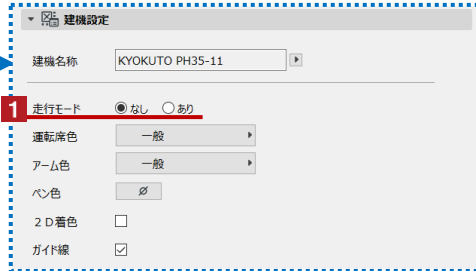 建機設定
建機名称 KYOKUTO PH35-11
1 走行モード なし あり
運転席色 一般
アーム色 一般
ペン色
２Ｄ着色
ガイド線